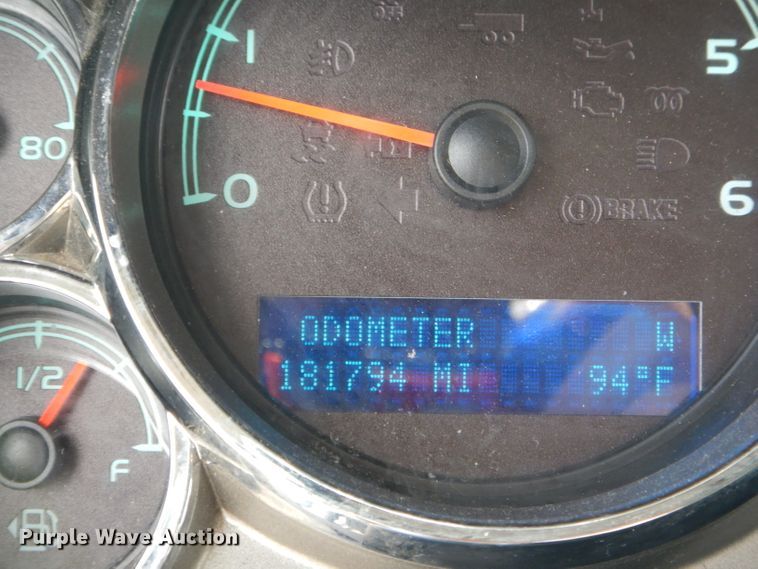 1
5
80
0
6
BRAKE
ODOMETER W
181794 MI 94°F
1/2
F
Purple Wave Auction